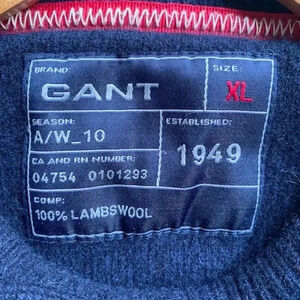 BRAND:
GANT
SIZE:
XL
SEASON:
A/W_10
ESTABLISHED:
1949
CA AND RN NUMBER:
04754 0101293
COMP:
100% LAMBSWOOL